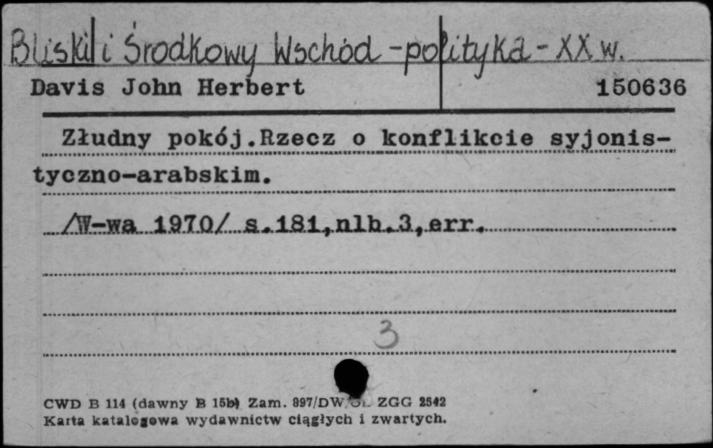 Bliski i Środkowy Wschód - polityka - XX w.
Davis John Herbert 150636
Złudny pokój.Rzecz o konflikcie syjonis-
tyczno-arabskim.
/W-wa 1970/ s.181,nlb.3,err.
3
CWD B 114 (dawny B 15b) Zam. 897/DW ZGG 2542
Karta katalogowa wydawnictw ciągłych i zwartych.